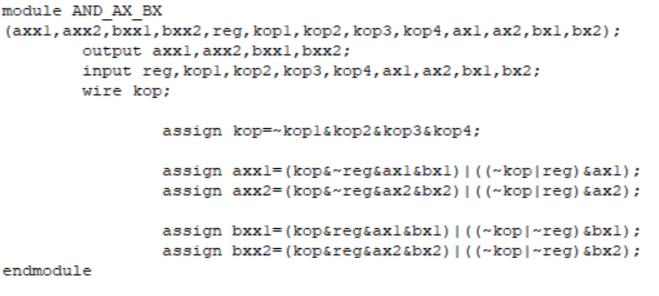 module AND_AX_BX
(axx1,axx2,bxx1,bxx2,reg,kop1,kop2,kop3,kop4,ax1,ax2,bx1,bx2);
output axx1,axx2,bxx1,bxx2;
input reg,kop1,kop2,kop3,kop4,ax1,ax2,bx1,bx2;
wire kop;
assign kop=~kop1&kop2&kop3&kop4;
assign axx1=(kop&~reg&ax1&bx1)|((~kop|reg)&ax1);
assign axx2=(kop&~reg&ax2&bx2)|((~kop|reg)&ax2);
assign bxx1=(kop&reg&ax1&bx1)|((~kop|~reg)&bx1);
assign bxx2=(kop&reg&ax2&bx2)|((~kop|~reg)&bx2);
endmodule